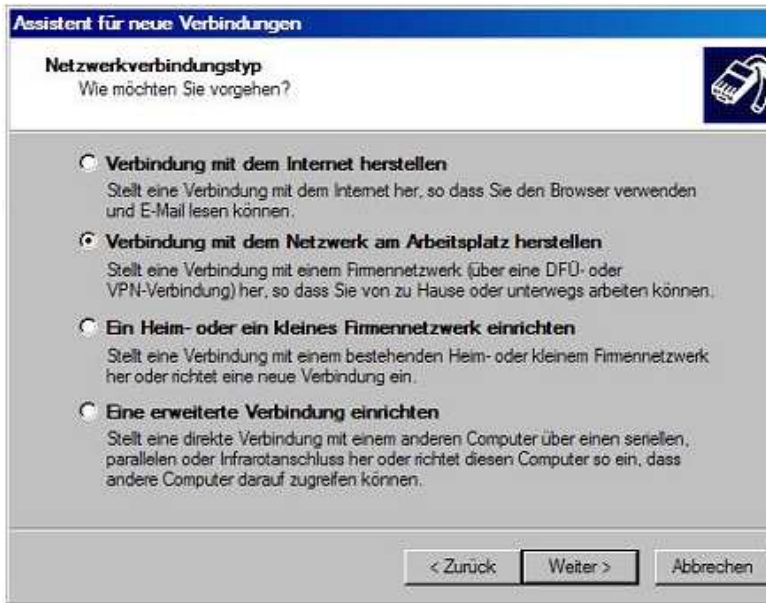 Assistent für neue Verbindungen
Netzwerkverbindungstyp
Wie möchten Sie vorgehen?
Verbindung mit dem Internet herstellen
Stellt eine Verbindung mit dem Internet her, so dass Sie den Browser verwenden
und E-Mail lesen können.
Verbindung mit dem Netzwerk am Arbeitsplatz herstellen
Stellt eine Verbindung mit einem Firmennetzwerk (über eine DFÜ- oder
VPN-Verbindung) her, so dass Sie von zu Hause oder unterwegs arbeiten können.
Ein Heim- oder ein kleines Firmennetzwerk einrichten
Stellt eine Verbindung mit einem bestehenden Heim- oder kleinem Firmennetzwerk
her oder richtet eine neue Verbindung ein.
Eine erweiterte Verbindung einrichten
Stellt eine direkte Verbindung mit einem anderen Computer über einen seriellen,
parallelen oder Infrarotanschluss her oder richtet diesen Computer so ein, dass
andere Computer darauf zugreifen können.
< Zurück Weiter > Abbrechen